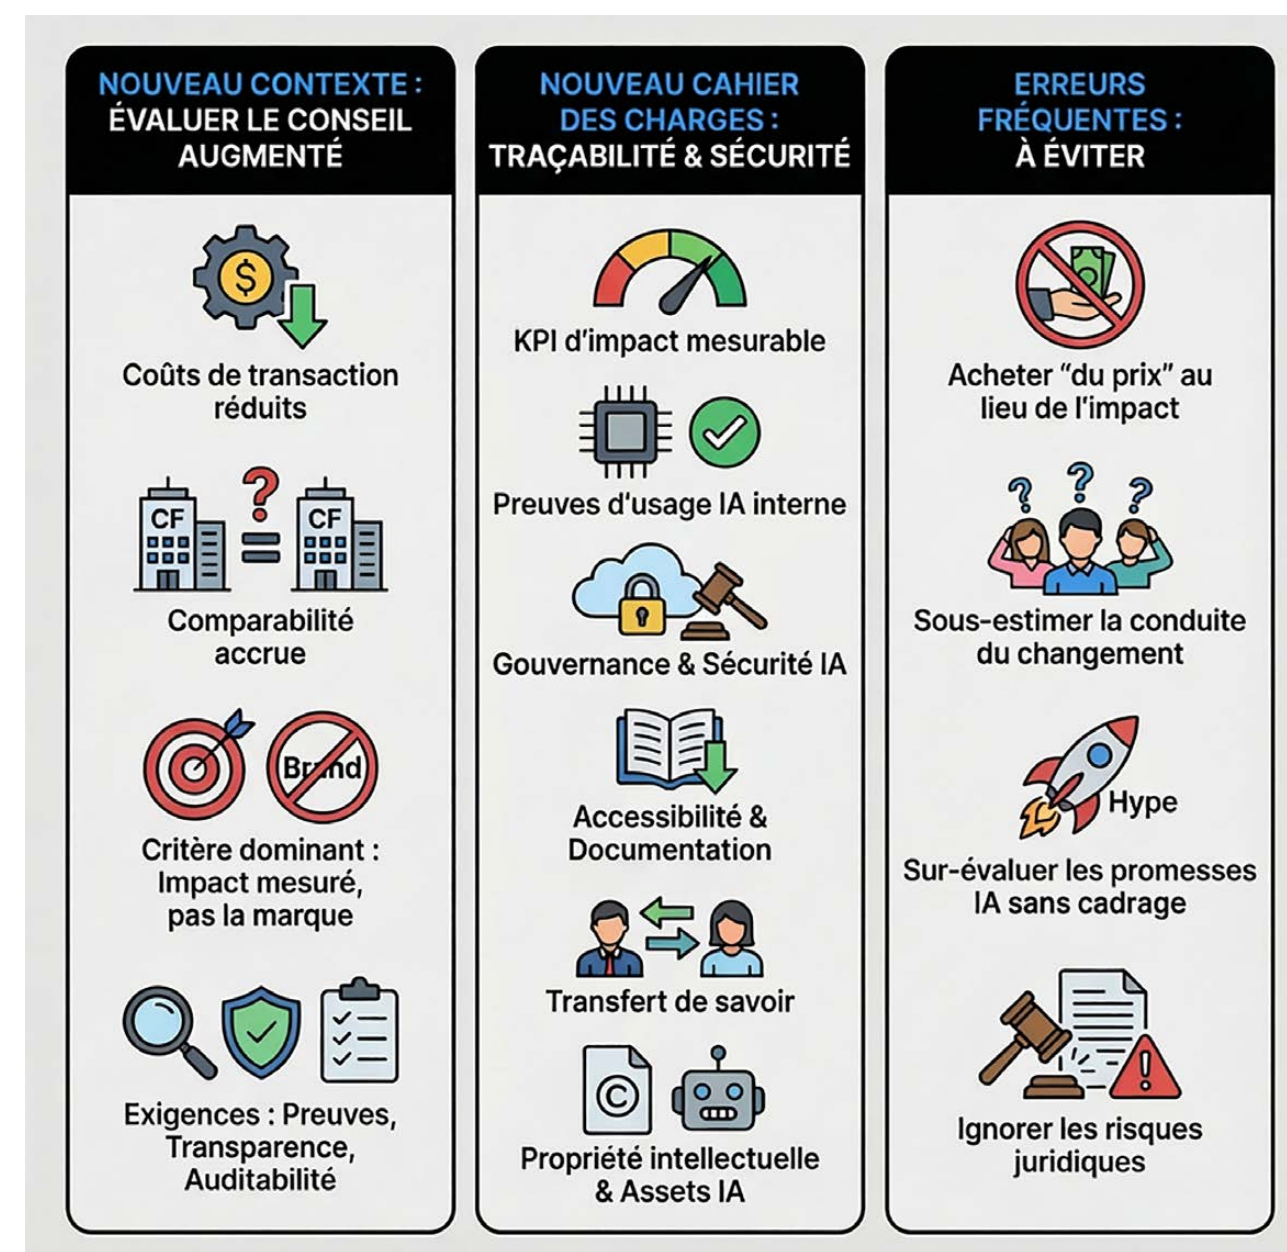 NOUVEAU CONTEXTE :
ÉVALUER LE CONSEIL
AUGMENTÉ
$
Coûts de transaction
réduits
CF ? = CF
Comparabilité
accrue
Brand
Critère dominant :
Impact mesuré,
pas la marque
Exigences : Preuves,
Transparence,
Auditabilité
NOUVEAU CAHIER
DES CHARGES :
TRAÇABILITÉ & SÉCURITÉ
KPI d'impact mesurable
Preuves d'usage IA interne
Gouvernance & Sécurité IA
Accessibilité &
Documentation
Transfert de savoir
©
Propriété intellectuelle
& Assets IA
ERREURS
FRÉQUENTES :
À ÉVITER
Acheter “du prix” au
lieu de l'impact
? ? ?
Sous-estimer la conduite
du changement
Hype
Sur-évaluer les promesses
IA sans cadrage
!
Ignorer les risques
juridiques